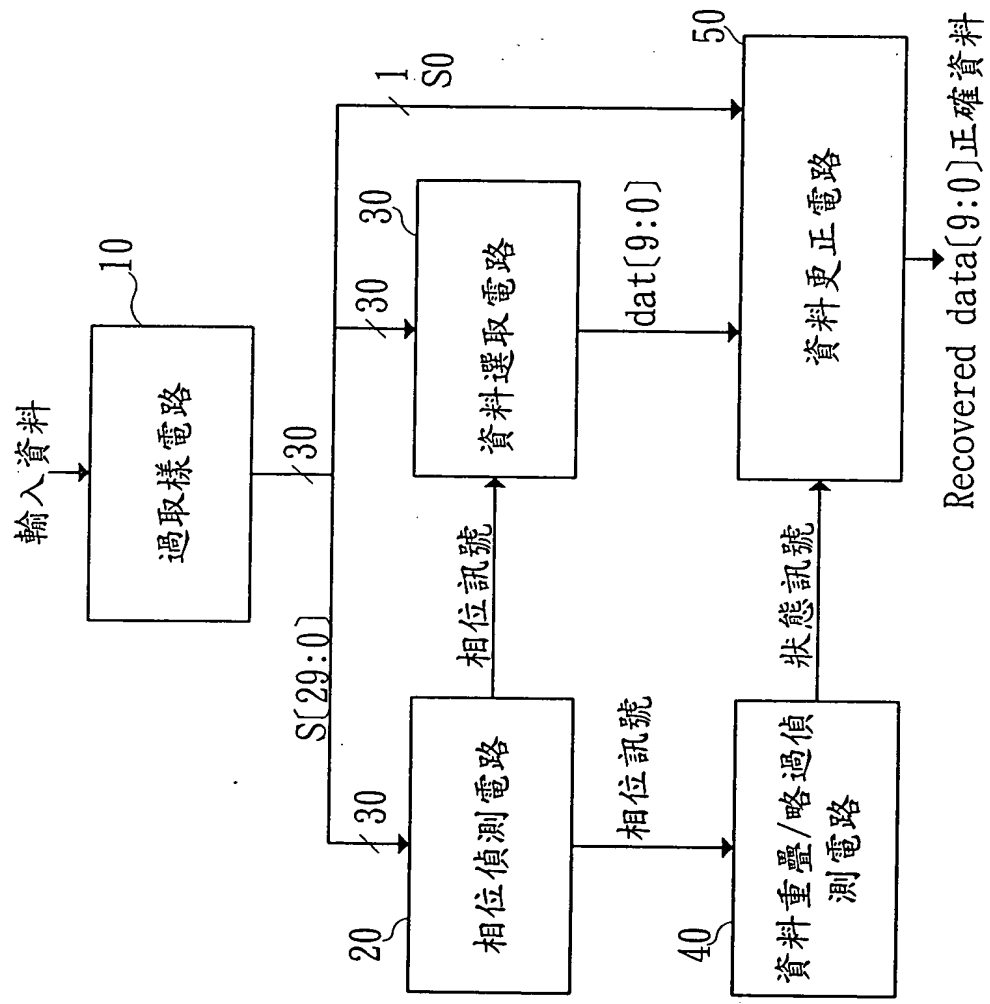 輸入資料
10
過取樣電路
30
S[29:0]
1
S0
30
30
20
相位偵測電路
相位訊號
30
資料選取電路
相位訊號
dat[9:0]
50
40
資料重疊/略過偵
測電路
狀態訊號
資料更正電路
Recovered data[9:0]正確資料